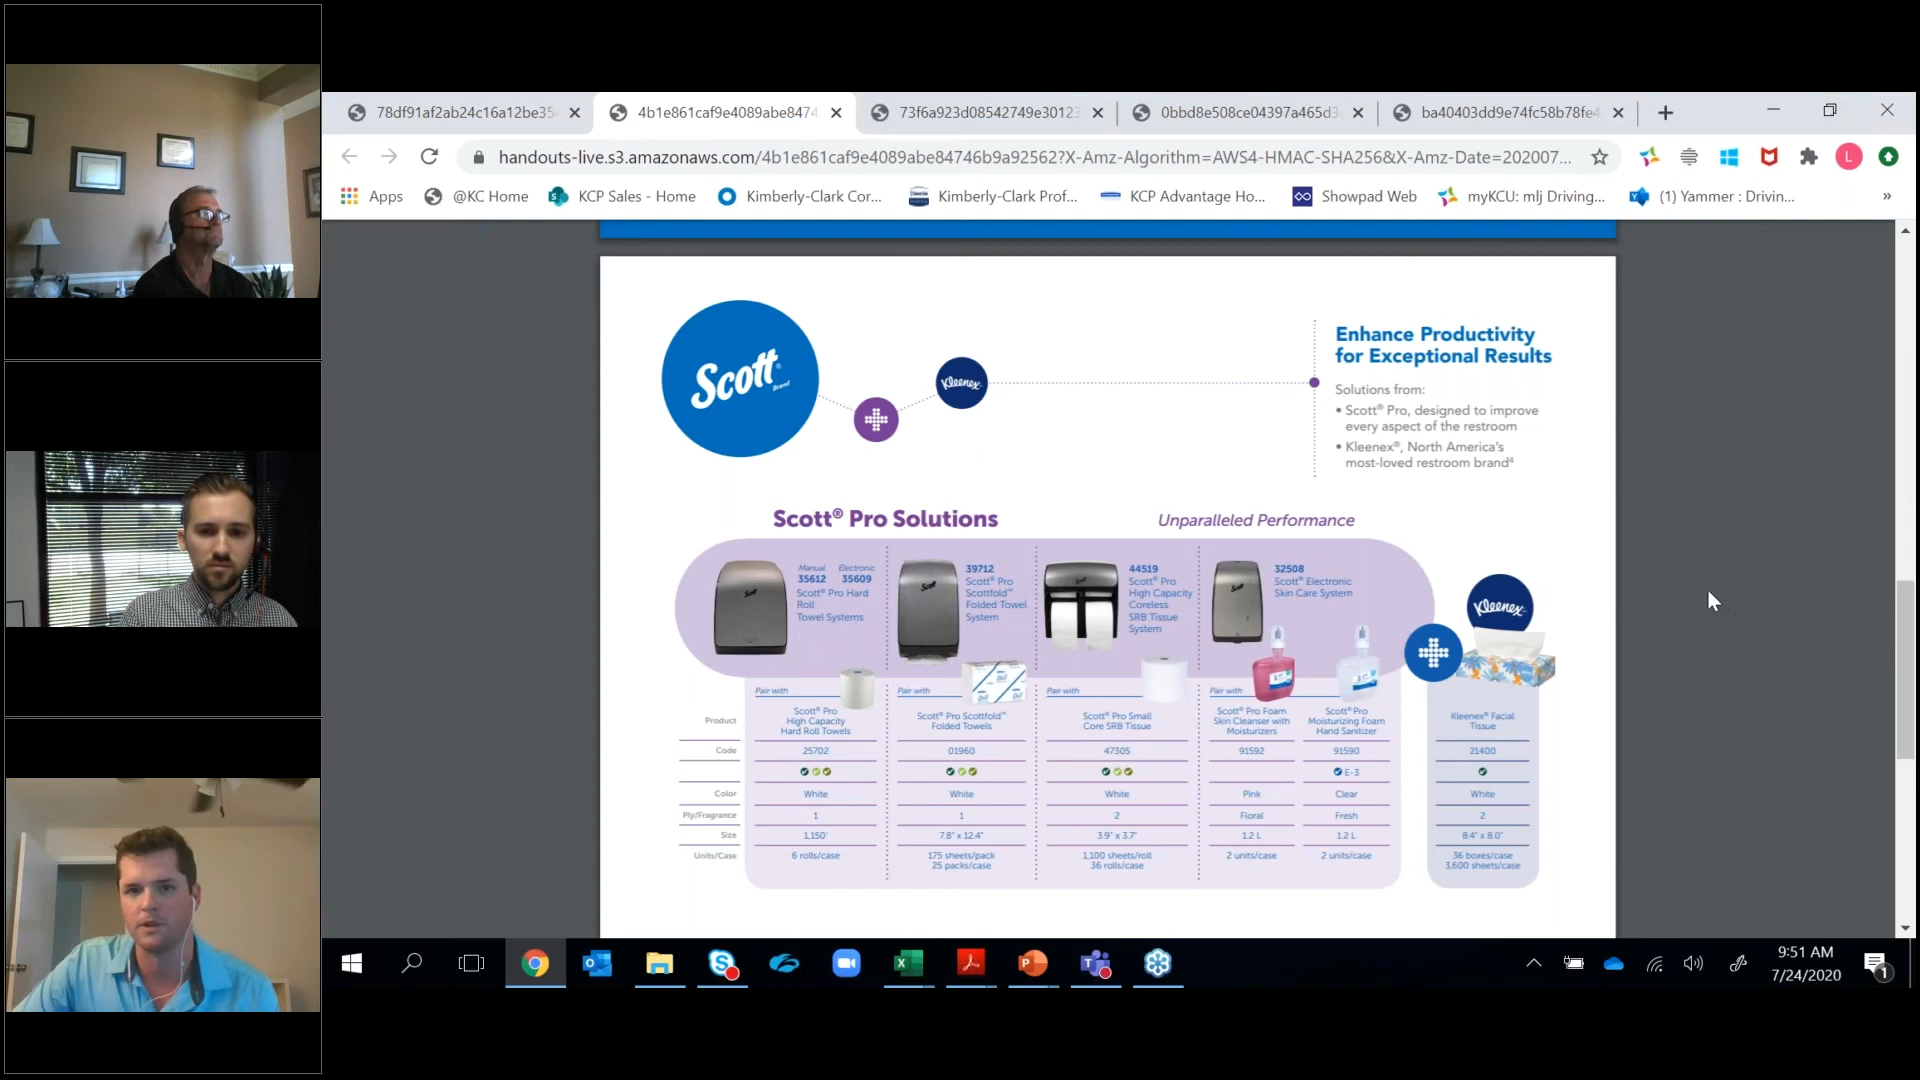 78df91af2ab24c16a12be35
4b1e861caf9e4089abe8474
73f6a923d08542749e30123
0bbd8e508ce04397a465d3
ba40403dd9e74fc58b78fe4
handouts-live.s3.amazonaws.com/4b1e861caf9e4089abe84746b9a92562?X-Amz-Algorithm=AWS4-HMAC-SHA256&X-Amz-Date=202007...
L
Apps
@KC Home
KCP Sales - Home
Kimberly-Clark Cor...
Kimberly-Clark Prof...
KCP Advantage Ho...
Showpad Web
myKCU: mlj Driving...
(1) Yammer : Drivin...
»
Scott® Brand
Kleenex
Enhance Productivity
for Exceptional Results
Solutions from:
• Scott® Pro, designed to improve
every aspect of the restroom
• Kleenex®, North America's
most-loved restroom brand⁴
Scott® Pro Solutions
Unparalleled Performance
Manual Electronic
35612 35609
Scott® Pro Hard
Roll
Towel Systems
39712
Scott® Pro
Scottfold™
Folded Towel
System
44519
Scott® Pro
High Capacity
Coreless
SRB Tissue
System
32508
Scott® Electronic
Skin Care System
Kleenex
Pair with
Pair with
Pair with
Pair with
Product
Scott® Pro
High Capacity
Hard Roll Towels
Scott® Pro Scottfold™
Folded Towels
Scott® Pro Small
Core SRB Tissue
Scott® Pro Foam
Skin Cleanser with
Moisturizers
Scott® Pro
Moisturizing Foam
Hand Sanitizer
Kleenex® Facial
Tissue
Code 25702 01960 47305 91592 91590 21400
E-3
Color White White White Pink Clear White
Ply/Fragrance 1 1 2 Floral Fresh 2
Size 1,150' 7.8" x 12.4" 3.9" x 3.7" 1.2 L 1.2 L 8.4" x 8.0"
Units/Case 6 rolls/case 175 sheets/pack 1,100 sheets/roll 2 units/case 2 units/case 36 boxes/case
25 packs/case 36 rolls/case 3,600 sheets/case
9:51 AM
7/24/2020
1